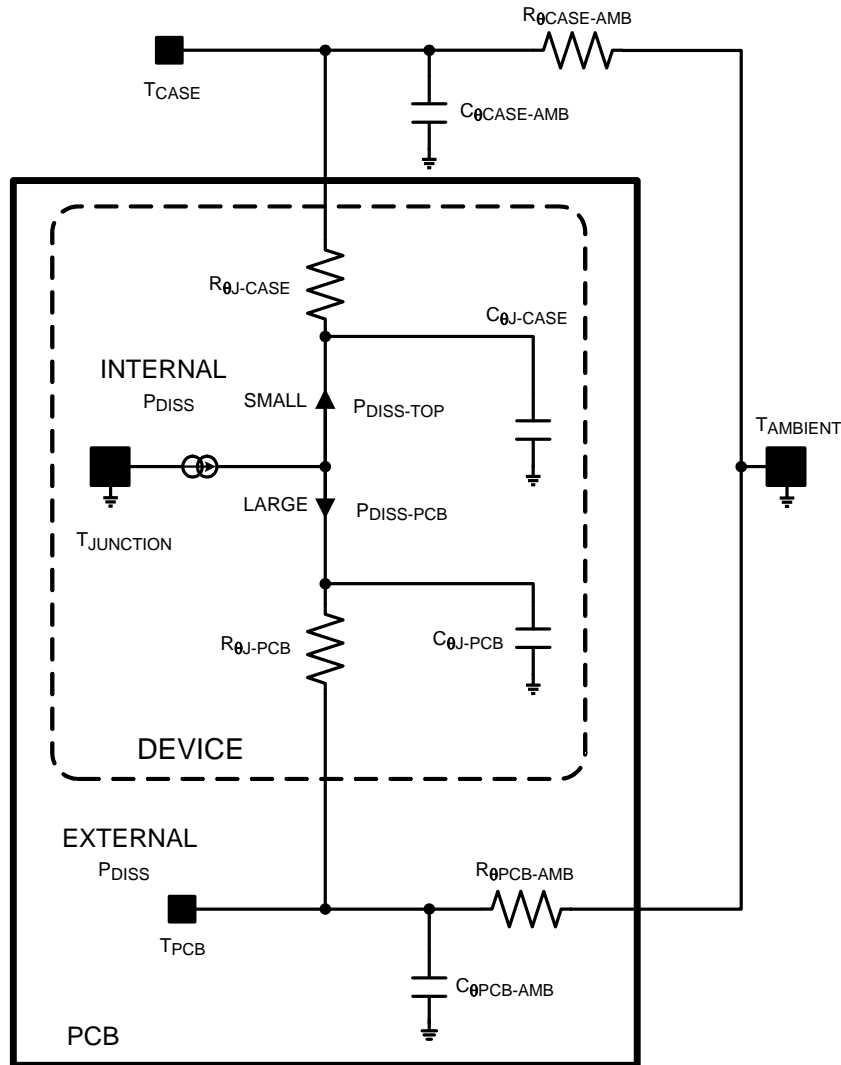 RθCASE-AMB
TCASE
CθCASE-AMB
RθJ-CASE
CθJ-CASE
INTERNAL
PDISS
SMALL
PDISS-TOP
TAMBIENT
LARGE
PDISS-PCB
TJUNCTION
RθJ-PCB
CθJ-PCB
DEVICE
EXTERNAL
PDISS
RθPCB-AMB
TPCB
CθPCB-AMB
PCB